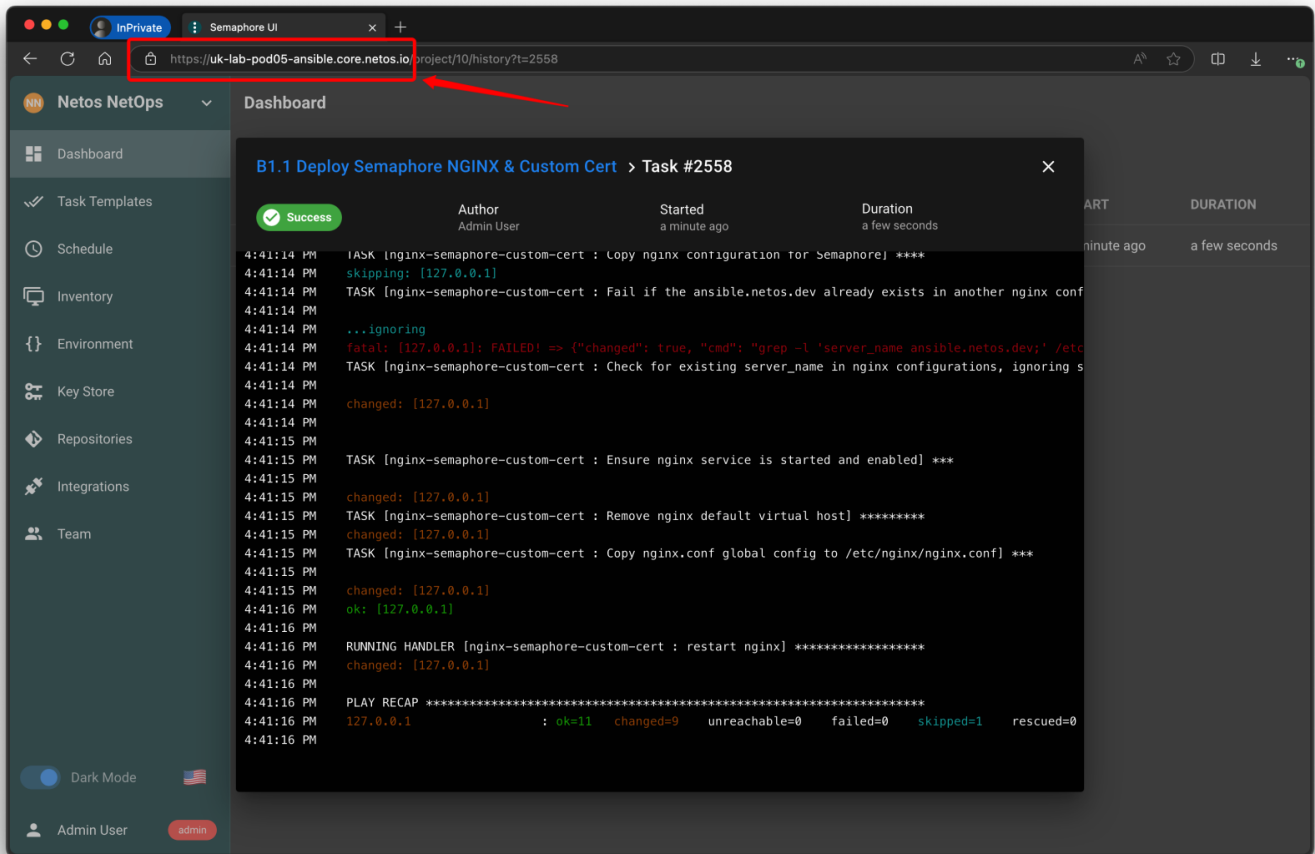 InPrivate
Semaphore UI
https://uk-lab-pod05-ansible.core.netos.io/project/10/history?t=2558
NN
Netos NetOps
Dashboard
Dashboard
Task Templates
Schedule
Inventory
Environment
Key Store
Repositories
Integrations
Team
Dark Mode
Admin User
admin
ART
DURATION
minute ago
a few seconds
B1.1 Deploy Semaphore NGINX & Custom Cert > Task #2558
Success
Author
Admin User
Started
a minute ago
Duration
a few seconds
4:41:14 PM TASK [nginx-semaphore-custom-cert : Copy nginx configuration for Semaphore] ****
4:41:14 PM skipping: [127.0.0.1]
4:41:14 PM TASK [nginx-semaphore-custom-cert : Fail if the ansible.netos.dev already exists in another nginx conf
4:41:14 PM
4:41:14 PM ...ignoring
4:41:14 PM fatal: [127.0.0.1]: FAILED! => {"changed": true, "cmd": "grep -l 'server_name ansible.netos.dev;' /etc
4:41:14 PM TASK [nginx-semaphore-custom-cert : Check for existing server_name in nginx configurations, ignoring s
4:41:14 PM
4:41:14 PM changed: [127.0.0.1]
4:41:14 PM
4:41:15 PM
4:41:15 PM TASK [nginx-semaphore-custom-cert : Ensure nginx service is started and enabled] ***
4:41:15 PM
4:41:15 PM changed: [127.0.0.1]
4:41:15 PM TASK [nginx-semaphore-custom-cert : Remove nginx default virtual host] *********
4:41:15 PM changed: [127.0.0.1]
4:41:15 PM TASK [nginx-semaphore-custom-cert : Copy nginx.conf global config to /etc/nginx/nginx.conf] ***
4:41:15 PM
4:41:15 PM changed: [127.0.0.1]
4:41:16 PM ok: [127.0.0.1]
4:41:16 PM
4:41:16 PM RUNNING HANDLER [nginx-semaphore-custom-cert : restart nginx] ******************
4:41:16 PM changed: [127.0.0.1]
4:41:16 PM
4:41:16 PM PLAY RECAP *********************************************************************
4:41:16 PM 127.0.0.1 : ok=11 changed=9 unreachable=0 failed=0 skipped=1 rescued=0
4:41:16 PM